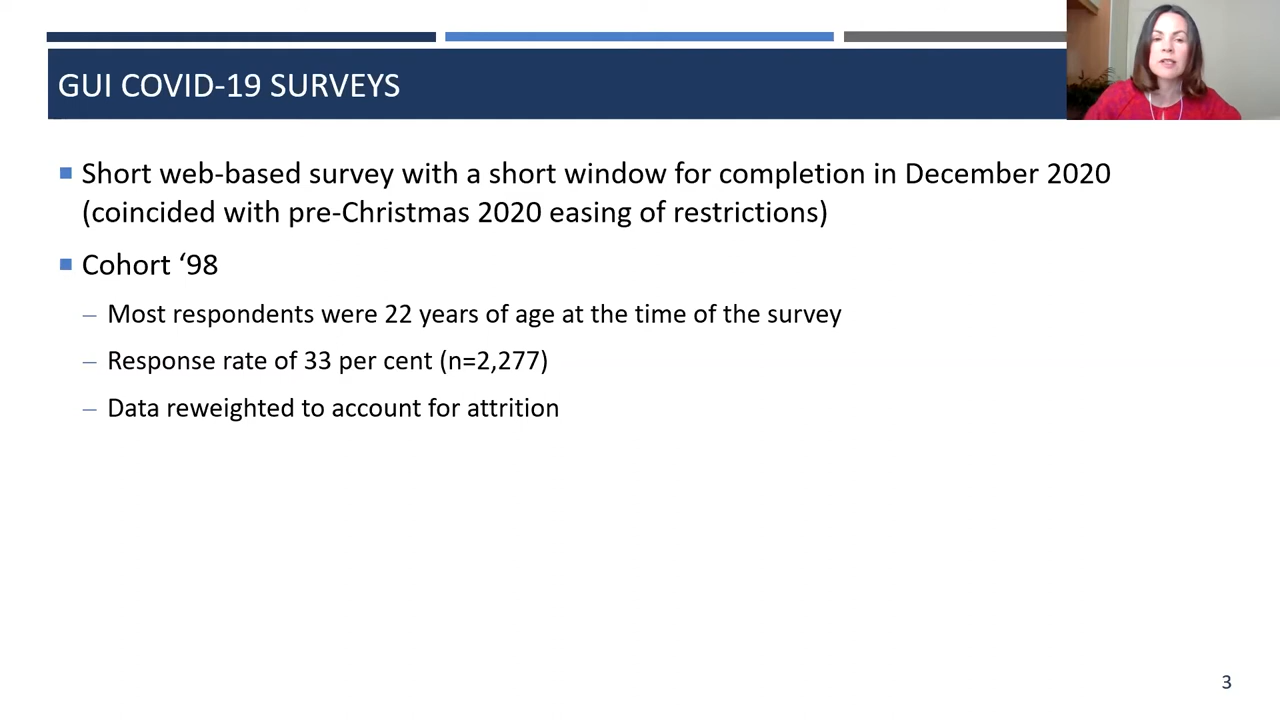 GUI COVID-19 SURVEYS
Short web-based survey with a short window for completion in December 2020
(coincided with pre-Christmas 2020 easing of restrictions)
Cohort ‘98
– Most respondents were 22 years of age at the time of the survey
– Response rate of 33 per cent (n=2,277)
– Data reweighted to account for attrition
3